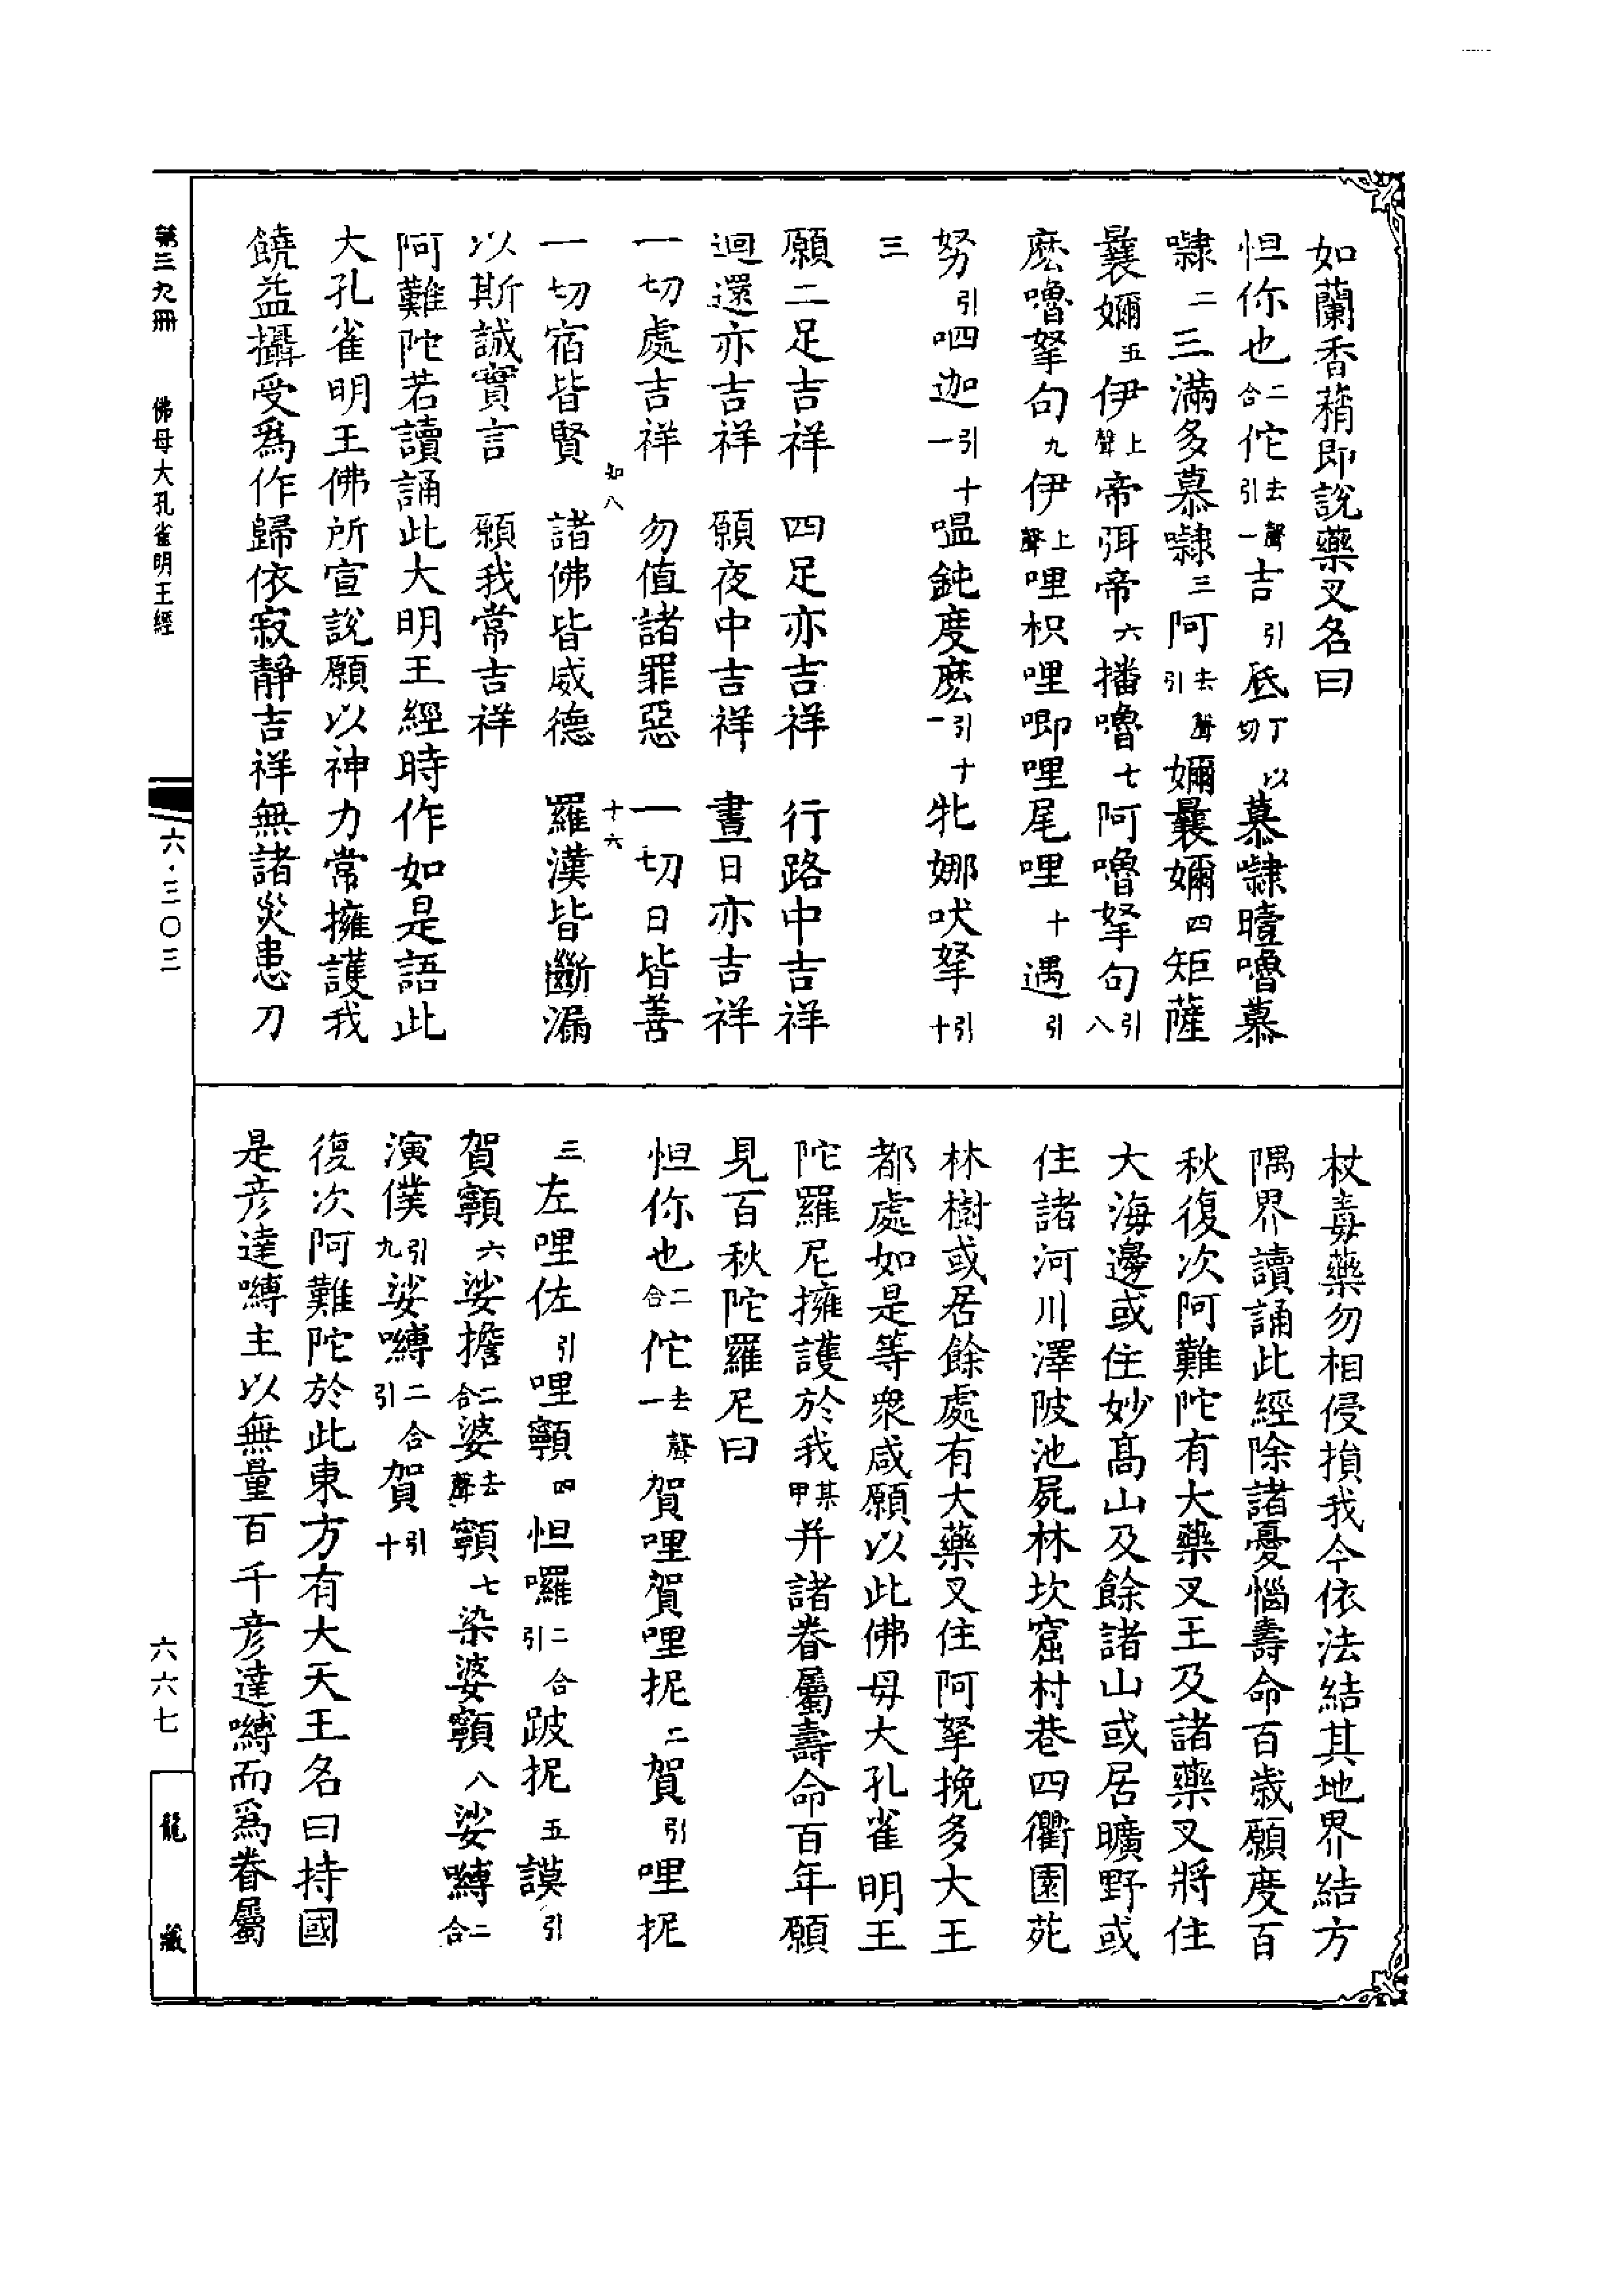 如蘭香䅹即說藥叉名曰
怛你也二合佗去聲引一吉引底丁以切慕隸曀嚕慕
隸二三滿多慕隸三阿去聲引嬭曩嬭四矩薩
曩嬭五伊上聲帝弭帝六播嚕七阿嚕拏句引八
麽嚕拏句九伊上聲哩枳哩唧哩尾哩十遇引
努引呬迦引十一嗢鈍度麽引十一牝娜吠拏引十
三
願二足吉祥 四足亦吉祥 行路中吉祥
迴還亦吉祥 願夜中吉祥 晝日亦吉祥
一切處吉祥 勿值諸罪惡 一切日皆善
知八 十六
一切宿皆賢 諸佛皆威德 羅漢皆斷漏
以斯誠實言 願我常吉祥
阿難陀若讀誦此大明王經時作如是語此
大孔雀明王佛所宣說願以神力常擁護我
饒益攝受爲作歸依寂靜吉祥無諸災患刀
杖毒藥勿相侵損我今依法結其地界結方
隅界讀誦此經除諸憂惱壽命百歲願度百
秋復次阿難陀有大藥叉王及諸藥叉將住
大海邊或住妙高山及餘諸山或居曠野或
住諸河川澤陂池屍林坎窟村巷四衢園苑
林樹或居餘處有大藥叉住阿拏挽多大王
都處如是等衆咸願以此佛母大孔雀明王
陀羅尼擁護於我某甲并諸眷屬壽命百年願
見百秋陀羅尼曰
怛你也二合佗去聲一賀哩賀哩抳二賀引哩抳
三左哩佐引哩顊四怛囉二合引跛抳五謨引
賀顊六娑擔二合婆去聲顊七染婆顊八娑嚩二合
演僕引九娑嚩二合引賀引十
復次阿難陀於此東方有大天王名曰持國
是彥達嚩主以無量百千彥達嚩而爲眷屬
第三九冊 佛母大孔雀明王經
六·三〇三
六六七
龍藏